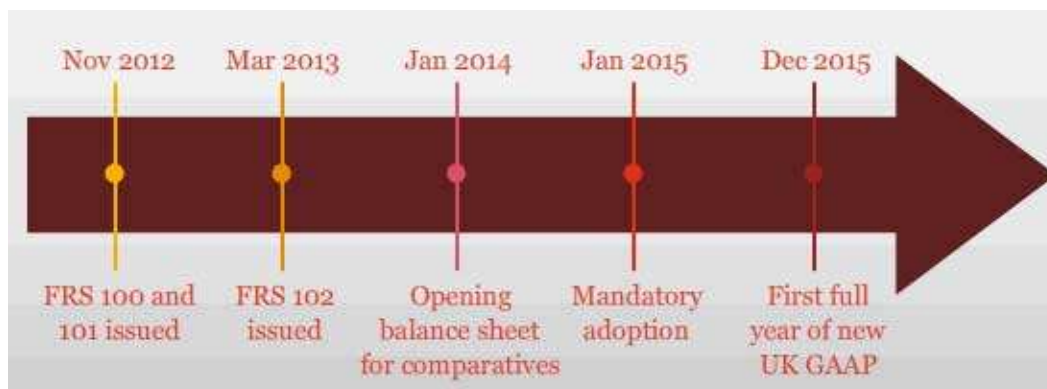 Nov 2012
Mar 2013
Jan 2014
Jan 2015
Dec 2015
FRS 100 and
101 issued
FRS 102
issued
Opening
balance sheet
for comparatives
Mandatory
adoption
First full
year of new
UK GAAP